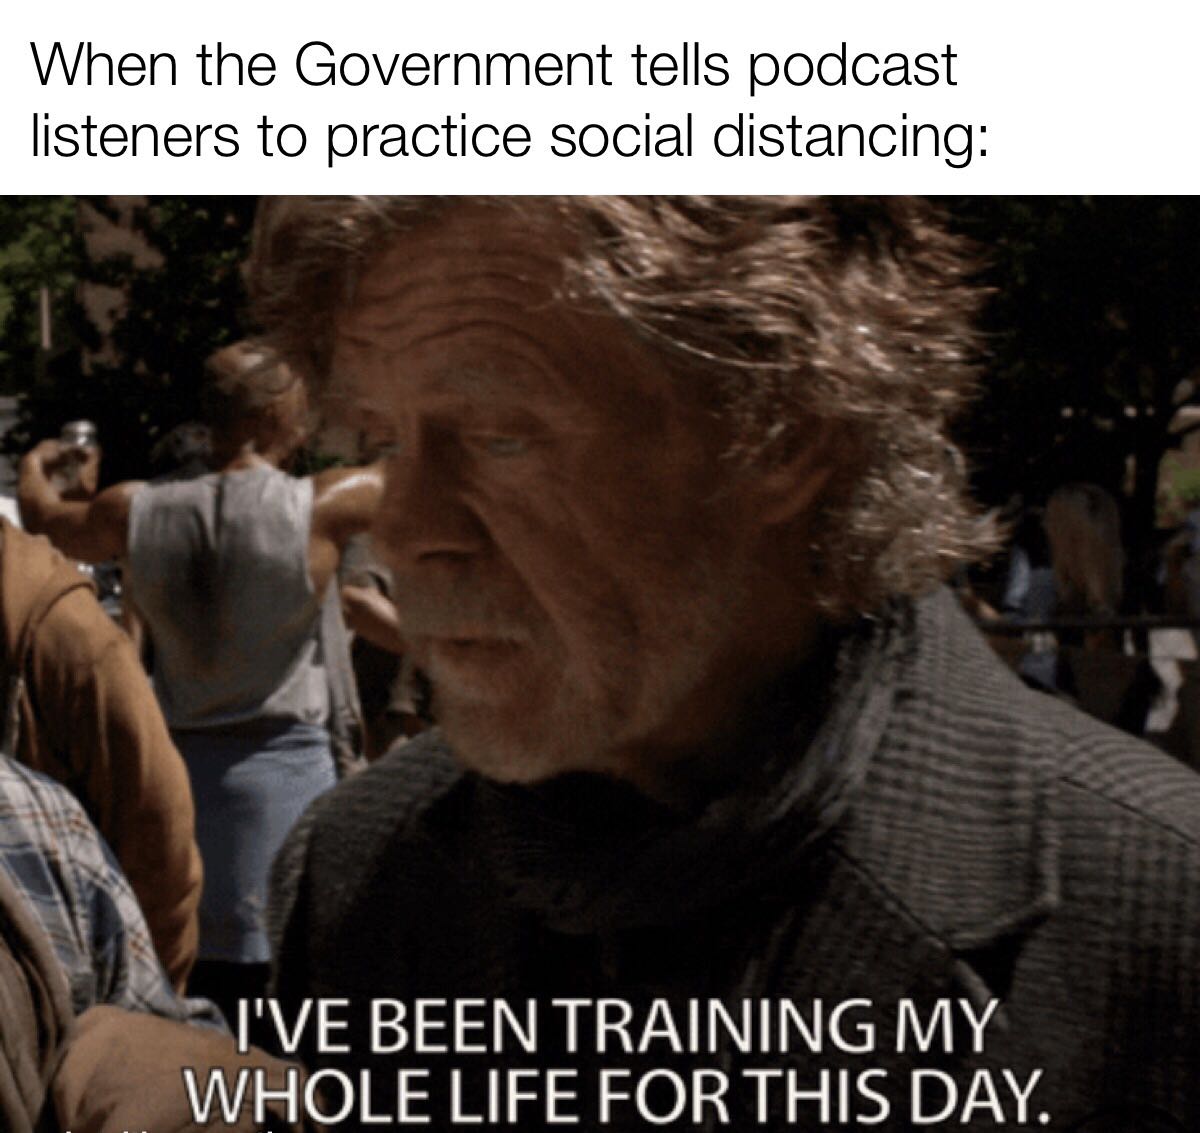 When the Government tells podcast
listeners to practice social distancing:
I'VE BEEN TRAINING MY
WHOLE LIFE FOR THIS DAY.